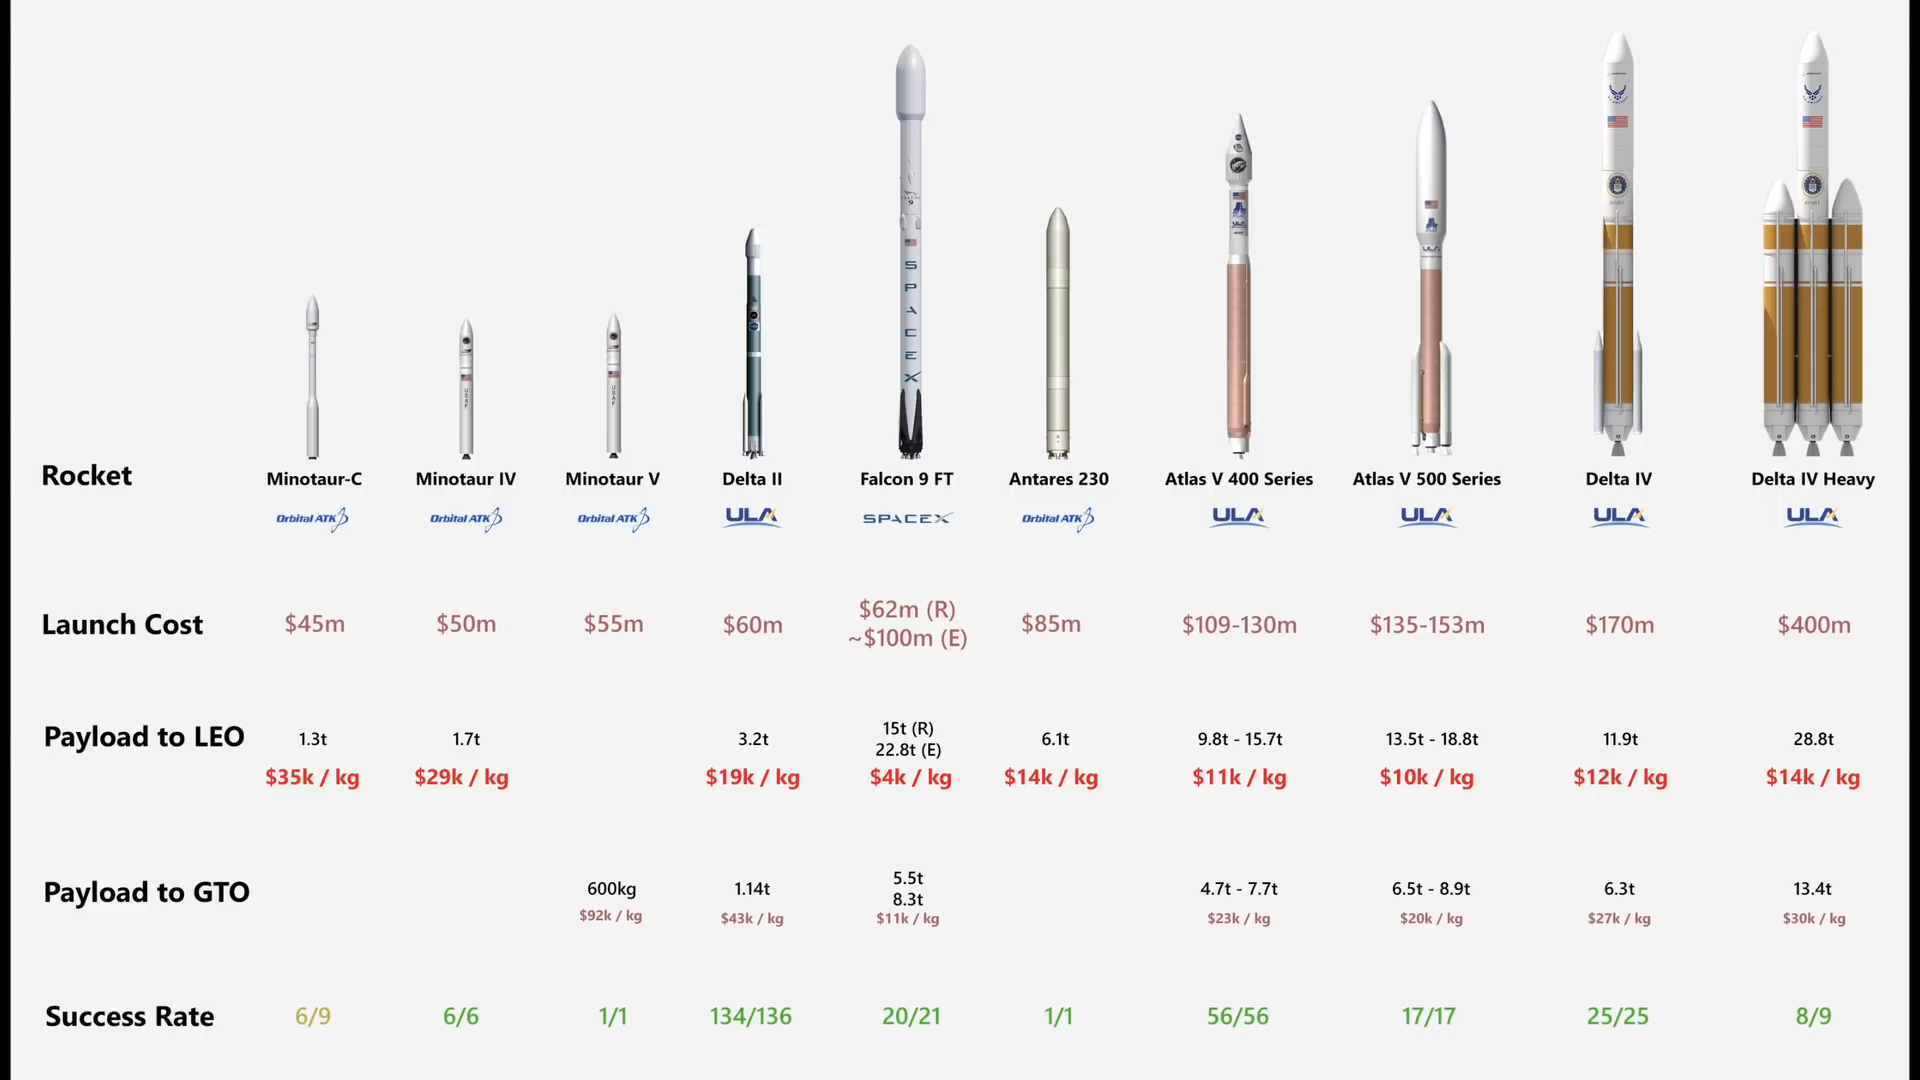 Rocket
Minotaur-C
Minotaur IV
Minotaur V
Delta II
Falcon 9 FT
Antares 230
Atlas V 400 Series
Atlas V 500 Series
Delta IV
Delta IV Heavy
Orbital ATK
Orbital ATK
Orbital ATK
ULA
SPACEX
Orbital ATK
ULA
ULA
ULA
ULA
USAF
USAF
9
SPACEX
ULA
ULA
Launch Cost
$45m
$50m
$55m
$60m
$62m (R)
~$100m (E)
$85m
$109-130m
$135-153m
$170m
$400m
Payload to LEO
1.3t
1.7t
3.2t
15t (R)
22.8t (E)
6.1t
9.8t - 15.7t
13.5t - 18.8t
11.9t
28.8t
$35k / kg
$29k / kg
$19k / kg
$4k / kg
$14k / kg
$11k / kg
$10k / kg
$12k / kg
$14k / kg
Payload to GTO
600kg
1.14t
5.5t
8.3t
4.7t - 7.7t
6.5t - 8.9t
6.3t
13.4t
$92k / kg
$43k / kg
$11k / kg
$23k / kg
$20k / kg
$27k / kg
$30k / kg
Success Rate
6/9
6/6
1/1
134/136
20/21
1/1
56/56
17/17
25/25
8/9